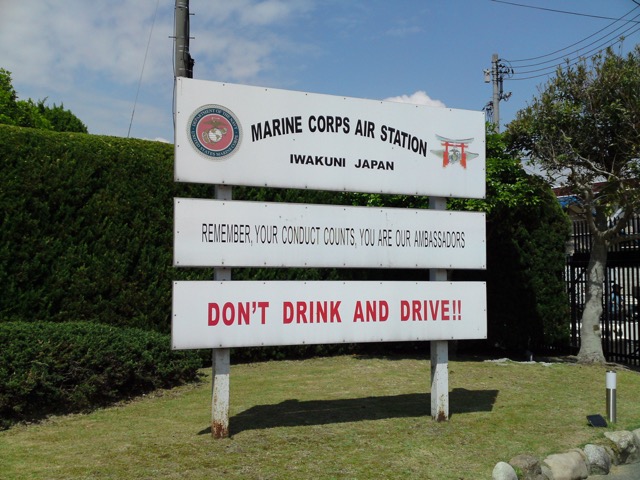 MARINE CORPS AIR STATION
IWAKUNI JAPAN
REMEMBER, YOUR CONDUCT COUNTS, YOU ARE OUR AMBASSADORS
DON'T DRINK AND DRIVE!!